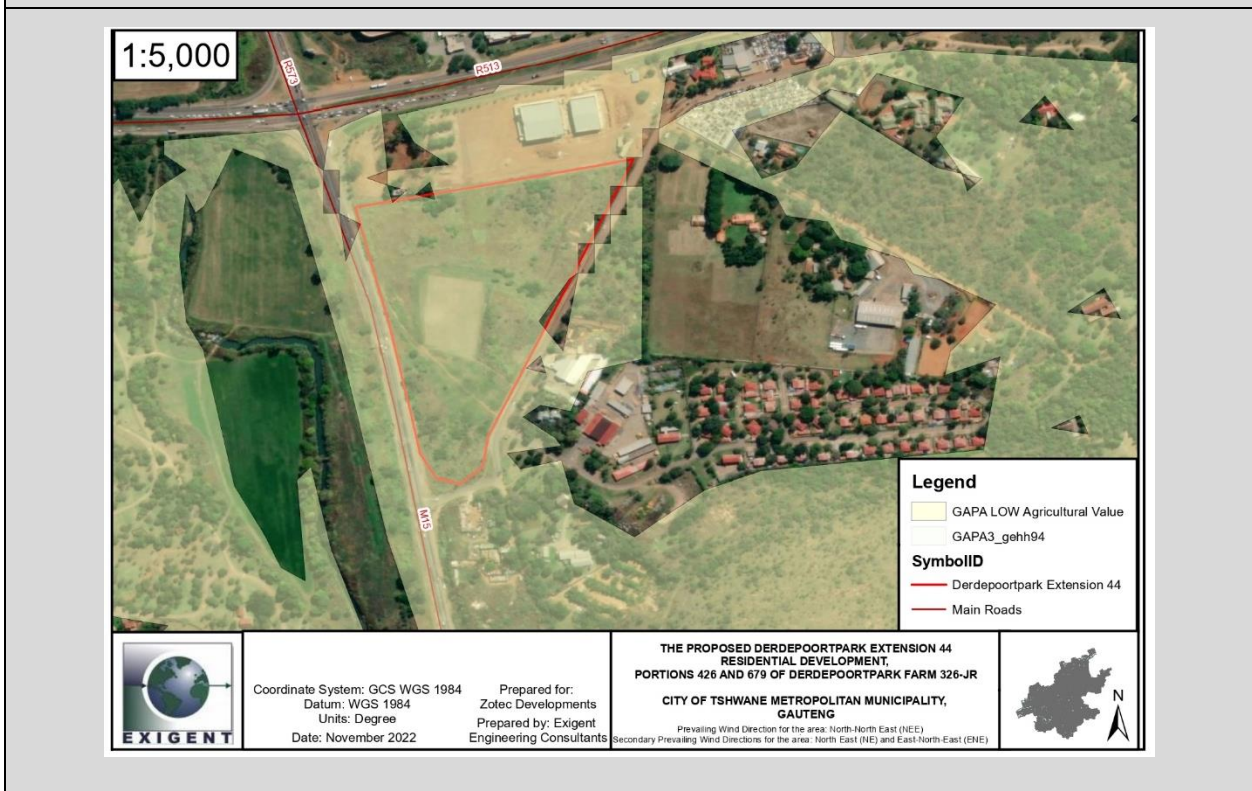 1:5,000
R573
R513
M15
Legend
GAPA LOW Agricultural Value
GAPA3_gehh94
SymbolID
Derdepoortpark Extension 44
Main Roads
EXIGENT
Coordinate System: GCS WGS 1984
Datum: WGS 1984
Units: Degree
Date: November 2022
Prepared for:
Zotec Developments
Prepared by: Exigent
Engineering Consultants
THE PROPOSED DERDEPOORTPARK EXTENSION 44
RESIDENTIAL DEVELOPMENT,
PORTIONS 426 AND 679 OF DERDEPOORTPARK FARM 326-JR
CITY OF TSHWANE METROPOLITAN MUNICIPALITY,
GAUTENG
Prevailing Wind Direction for the area: North-North East (NEE)
Secondary Prevailing Wind Directions for the area: North East (NE) and East-North-East (ENE)
N